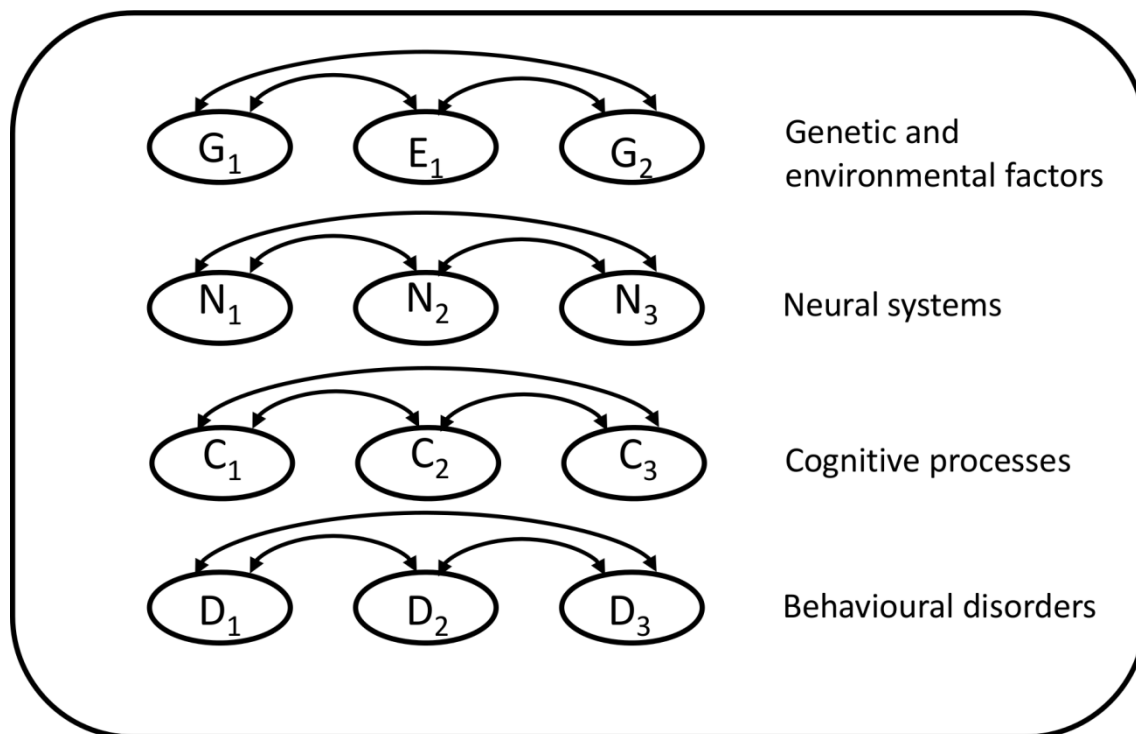 G1 E1 G2
Genetic and
environmental factors
N1 N2 N3
Neural systems
C1 C2 C3
Cognitive processes
D1 D2 D3
Behavioural disorders